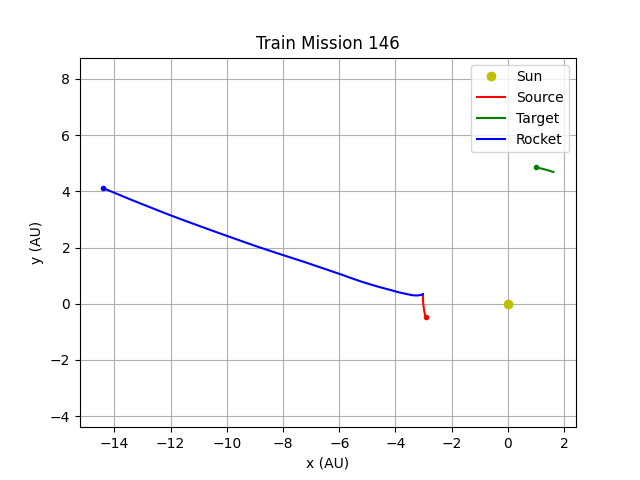 Train Mission 146
Sun
Source
Target
Rocket
8
6
4
2
0
−2
−4
y (AU)
−14
−12
−10
−8
−6
−4
−2
0
2
x (AU)